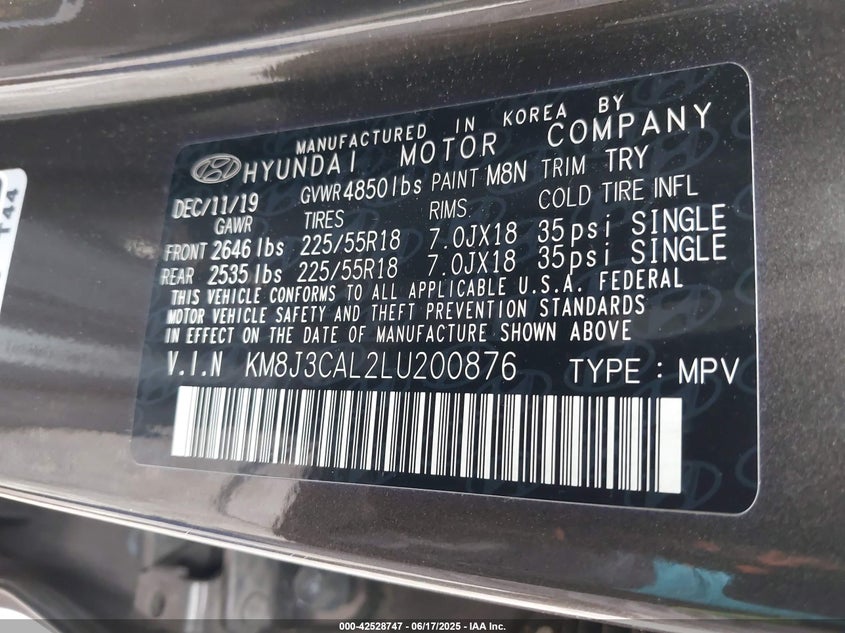 MANUFACTURED IN KOREA BY
HYUNDAI MOTOR COMPANY
DEC/11/19 GVWR 4850lbs PAINT M8N TRIM TRY
GAWR TIRES RIMS. COLD TIRE INFL
FRONT 2646 lbs 225/55R18 7.0JX18 35psi SINGLE
REAR 2535 lbs 225/55R18 7.0JX18 35psi SINGLE
THIS VEHICLE CONFORMS TO ALL APPLICABLE U.S.A. FEDERAL
MOTOR VEHICLE SAFETY AND THEFT PREVENTION STANDARDS
IN EFFECT ON THE DATE OF MANUFACTURE SHOWN ABOVE
V.I.N KM8J3CAL2LU200876 TYPE : MPV
T44
000-42528747 - 06/17/2025 - IAA Inc.